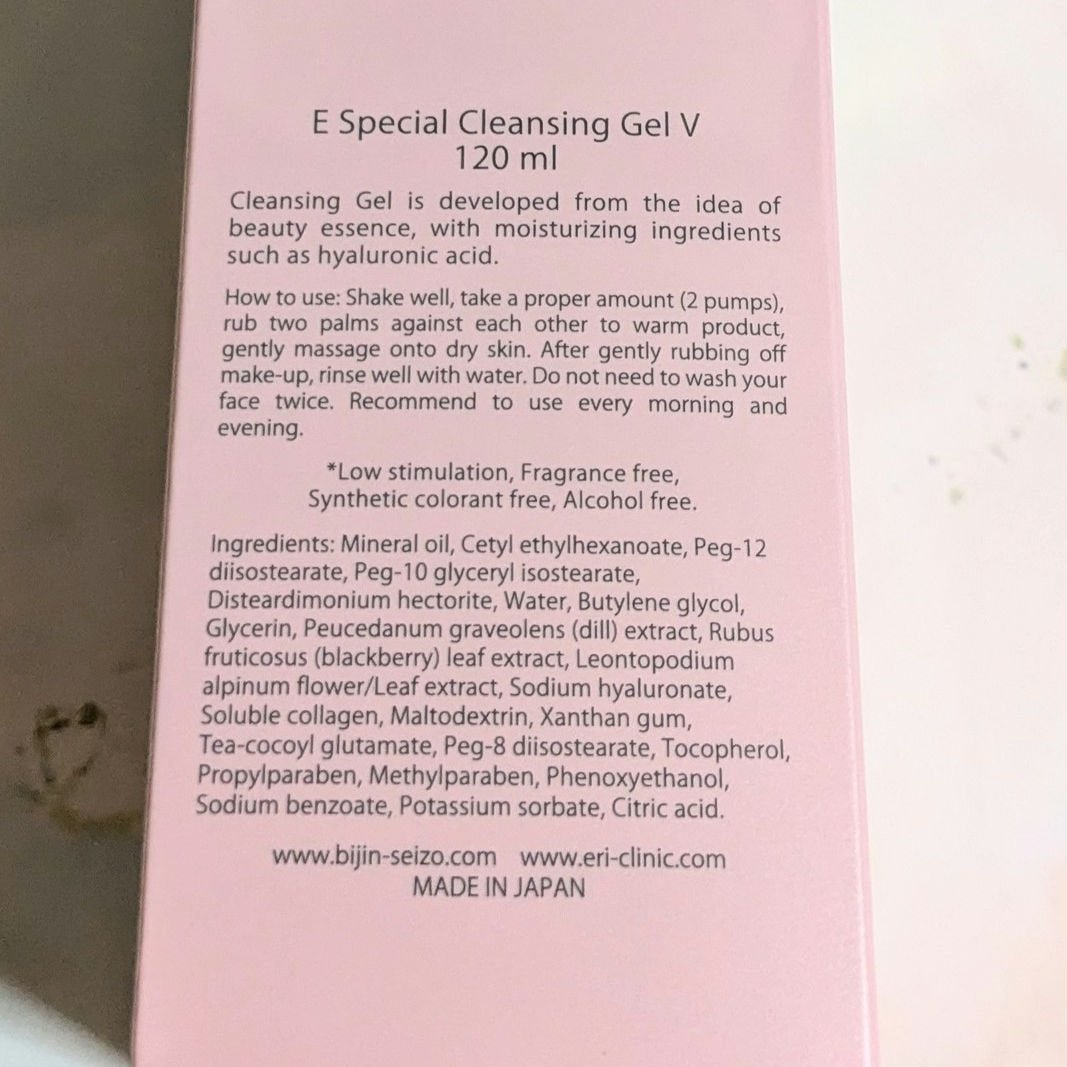 E Special Cleansing Gel V
120 ml
Cleansing Gel is developed from the idea of
beauty essence, with moisturizing ingredients
such as hyaluronic acid.
How to use: Shake well, take a proper amount (2 pumps),
rub two palms against each other to warm product,
gently massage onto dry skin. After gently rubbing off
make-up, rinse well with water. Do not need to wash your
face twice. Recommend to use every morning and
evening.
*Low stimulation, Fragrance free,
Synthetic colorant free, Alcohol free.
Ingredients: Mineral oil, Cetyl ethylhexanoate, Peg-12
diisostearate, Peg-10 glyceryl isostearate,
Disteardimonium hectorite, Water, Butylene glycol,
Glycerin, Peucedanum graveolens (dill) extract, Rubus
fruticosus (blackberry) leaf extract, Leontopodium
alpinum flower/Leaf extract, Sodium hyaluronate,
Soluble collagen, Maltodextrin, Xanthan gum,
Tea-cocoyl glutamate, Peg-8 diisostearate, Tocopherol,
Propylparaben, Methylparaben, Phenoxyethanol,
Sodium benzoate, Potassium sorbate, Citric acid.
www.bijin-seizo.com www.eri-clinic.com
MADE IN JAPAN